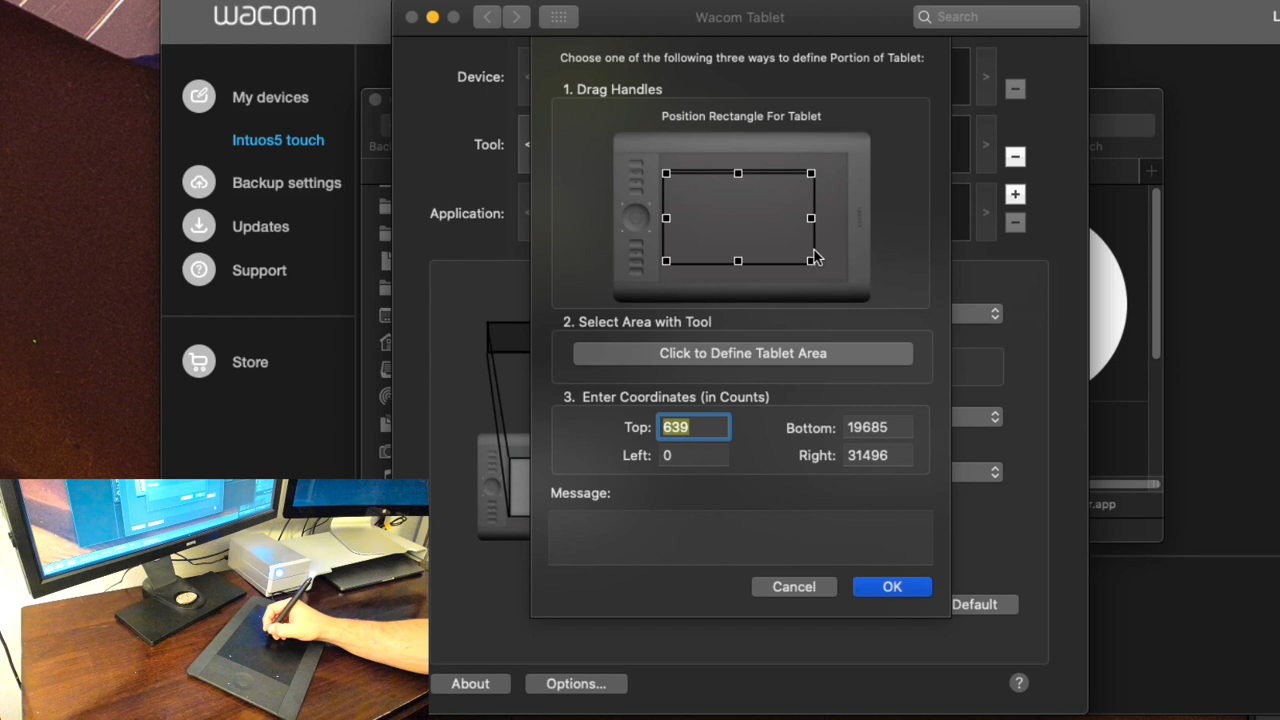 wacom
My devices
Intuos5 touch
Backup settings
Updates
Support
Store
Wacom Tablet
Search
Device:
Tool:
Application:
Choose one of the following three ways to define Portion of Tablet:
1. Drag Handles
Position Rectangle For Tablet
2. Select Area with Tool
Click to Define Tablet Area
3. Enter Coordinates (in Counts)
Top: 639
Bottom: 19685
Left: 0
Right: 31496
Message:
Cancel
OK
Default
About
Options...
?